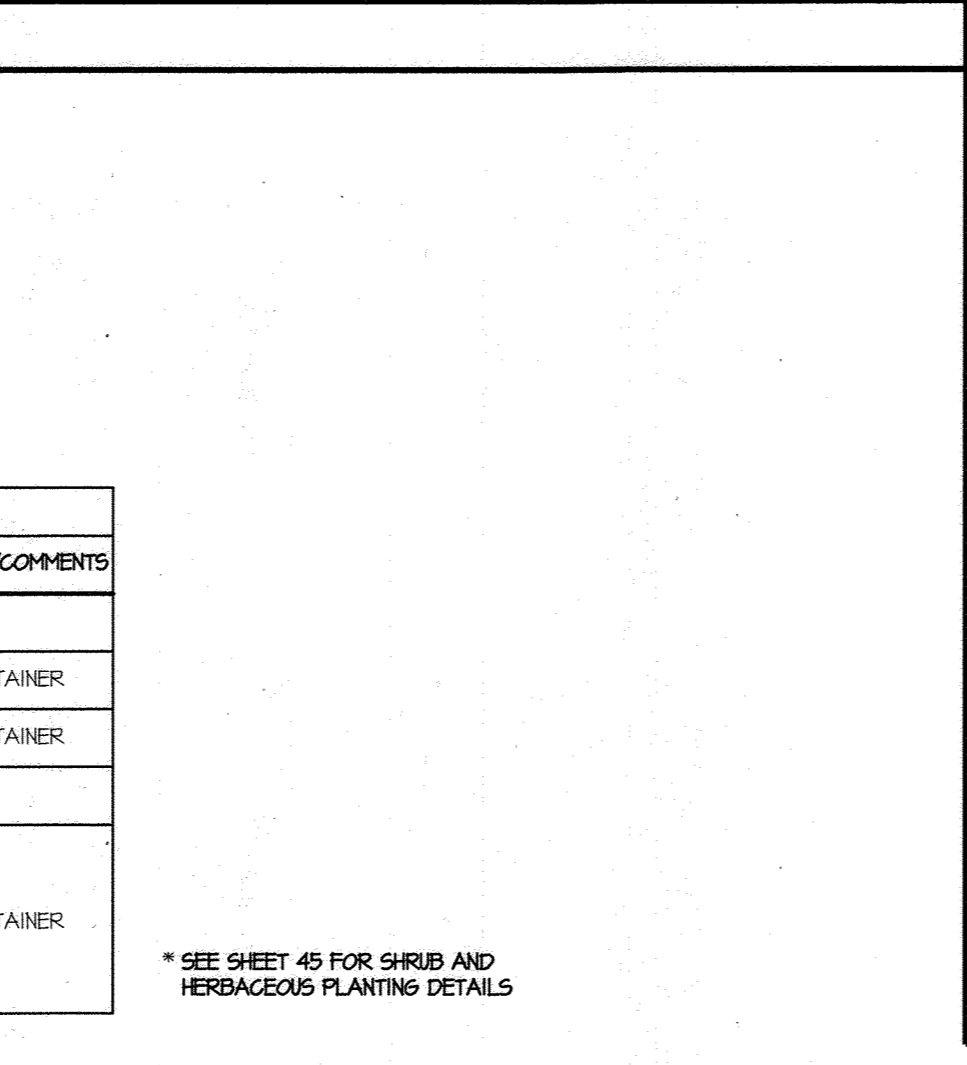 /COMMENTS
TAINER
TAINER
TAINER
* SEE SHEET 45 FOR SHRUB AND
HERBACEOUS PLANTING DETAILS